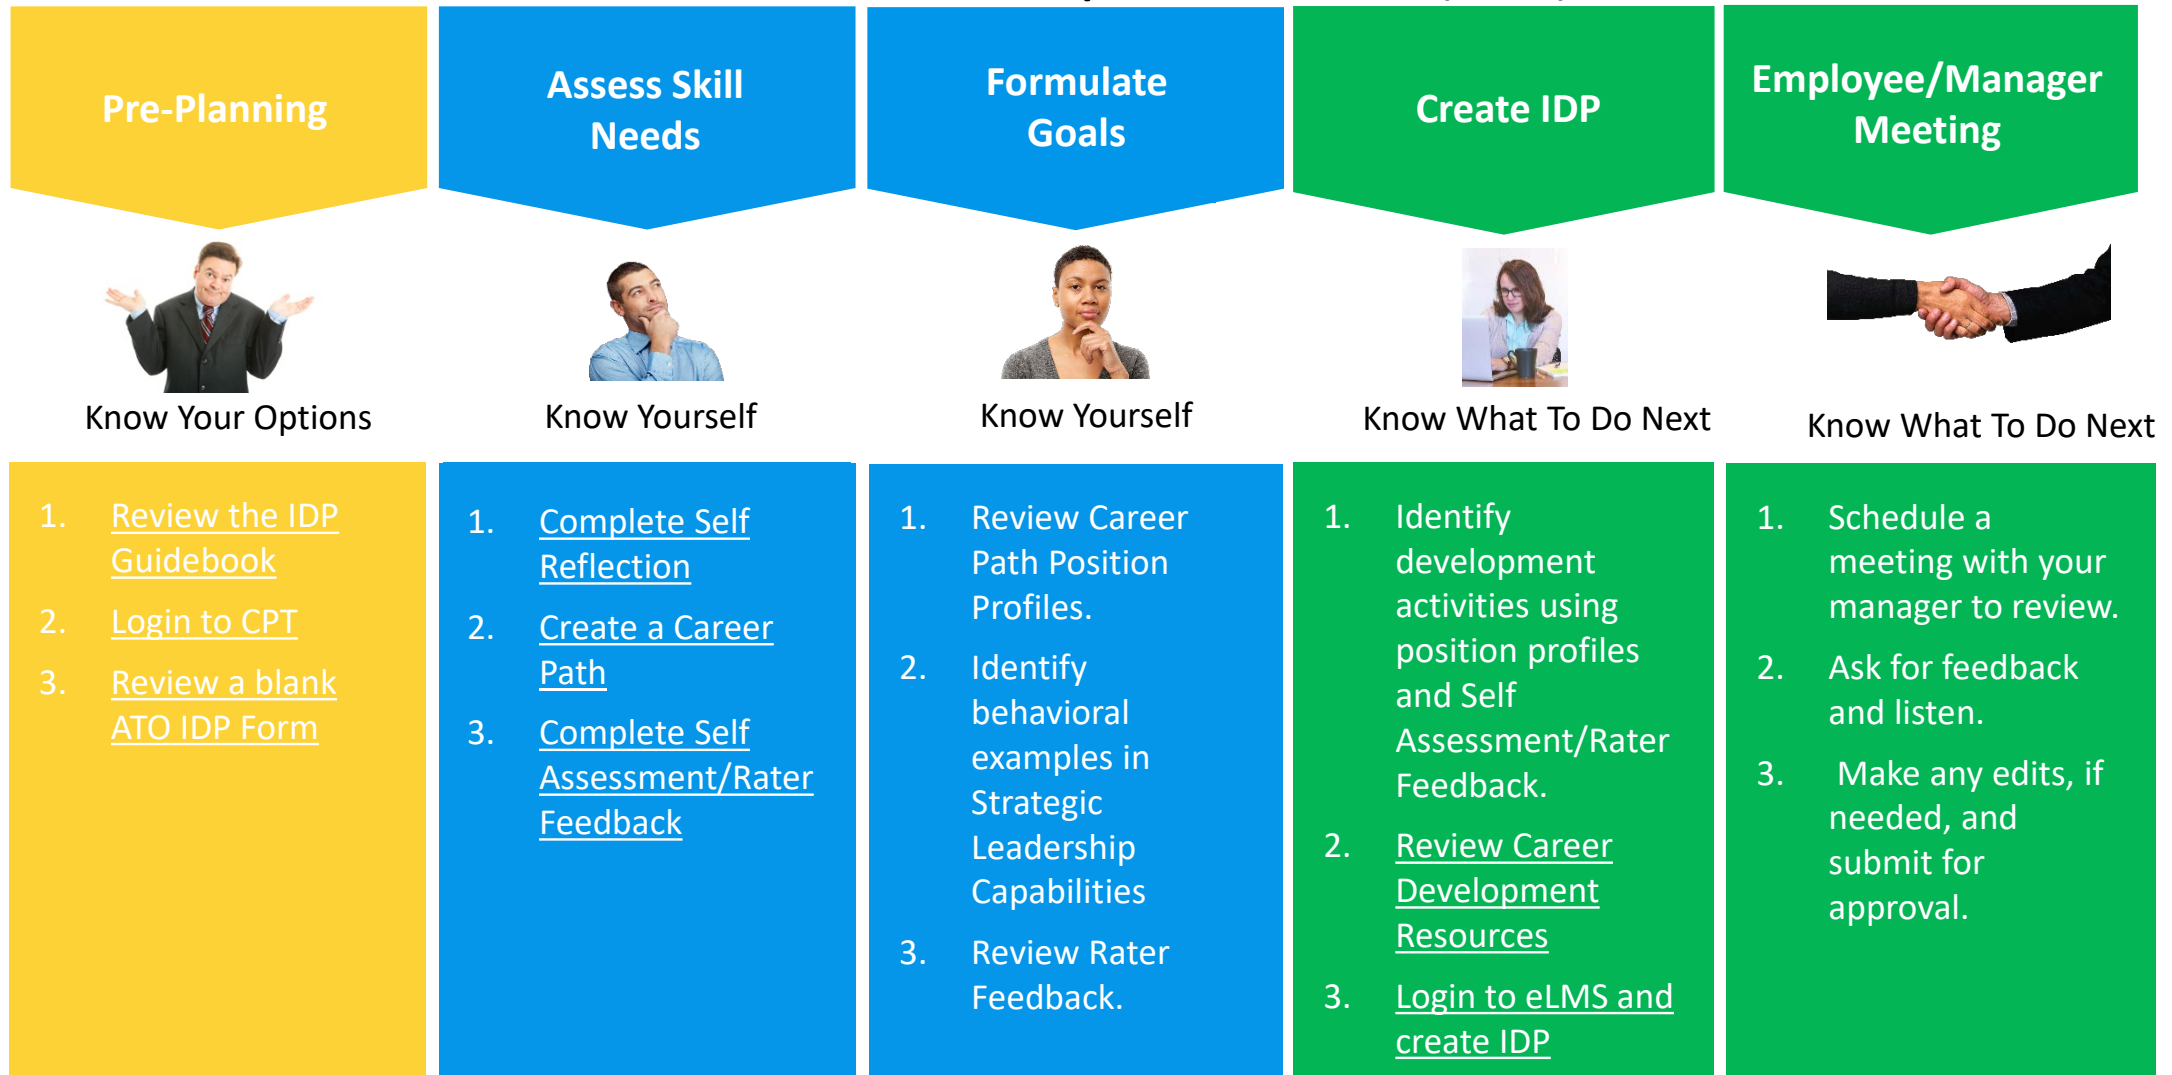 Pre-Planning
Assess Skill
Needs
Formulate
Goals
Create IDP
Employee/Manager
Meeting
Know Your Options
Know Yourself
Know Yourself
Know What To Do Next
Know What To Do Next
1. Review the IDP
Guidebook
2. Login to CPT
3. Review a blank
ATO IDP Form
1. Complete Self
Reflection
2. Create a Career
Path
3. Complete Self
Assessment/Rater
Feedback
1. Review Career
Path Position
Profiles.
2. Identify
behavioral
examples in
Strategic
Leadership
Capabilities
3. Review Rater
Feedback.
1. Identify
development
activities using
position profiles
and Self
Assessment/Rater
Feedback.
2. Review Career
Development
Resources
3. Login to eLMS and
create IDP
1. Schedule a
meeting with your
manager to review.
2. Ask for feedback
and listen.
3. Make any edits, if
needed, and
submit for
approval.